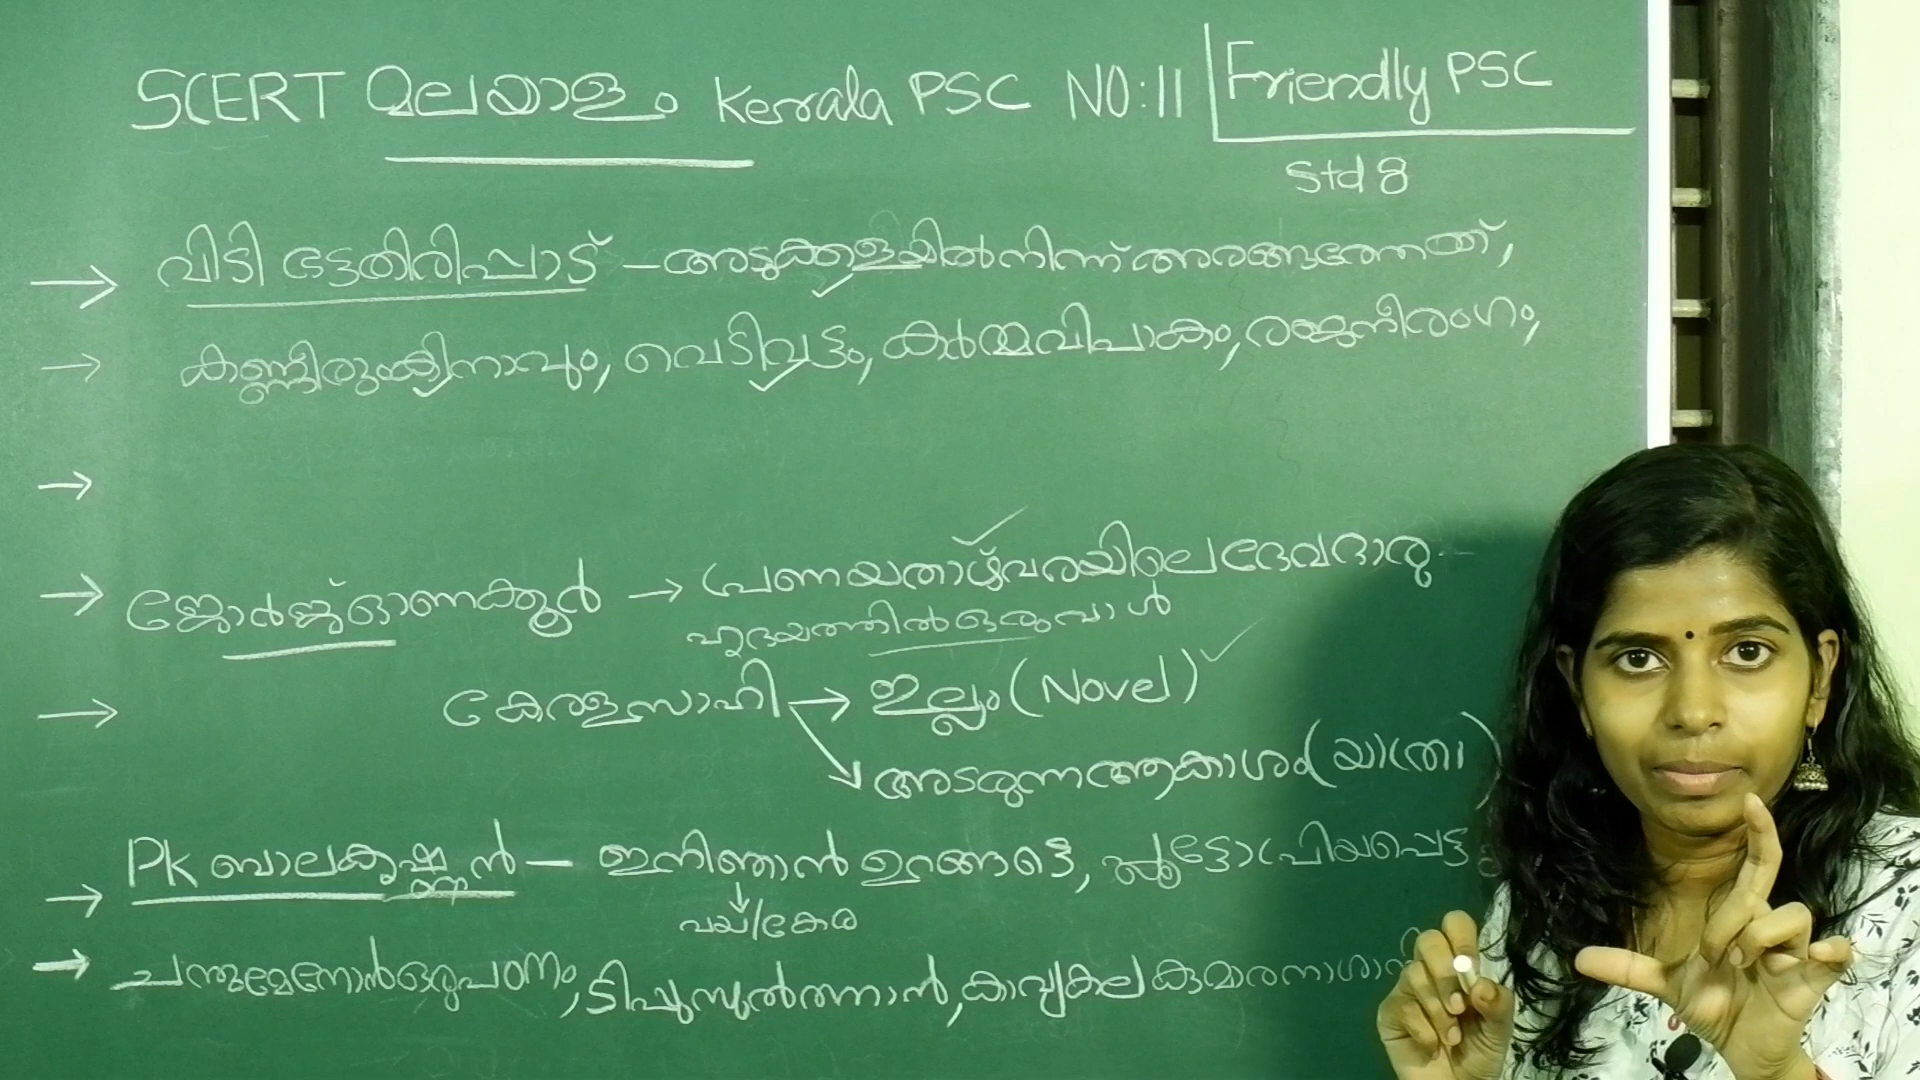 SCERT മലയാളം Kerala PSC NO:11
Friendly PSC
Std 8
→ വിടി ഭട്ടതിരിപ്പാട് – അടുക്കളയിൽനിന്ന് അരങ്ങത്തേക്ക്,
→ കണ്ണീരുംകിനാവും, വെടിവട്ടം, കർമ്മവിപാകം, രജനീരംഗം,
→
→ ജോർജ്ഓണക്കൂർ → പ്രണയതാഴ്വരയിലെ ദേവദാരു
ഹൃദയത്തിൽ ഒരു വാൾ
→ കേരളസാഹി → ഇല്ലം (Novel)
അടരുന്ന ആകാശം (യാത്രാ)
→ PK ബാലകൃഷ്ണൻ – ഇനി ഞാൻ ഉറങ്ങട്ടെ, പ്ലൂട്ടോ പ്രിയപ്പെട്ട
വയ/കേര
→ ചന്തുമേനോൻ ഒരു പഠനം, ടിപ്പു സുൽത്താൻ, കാവ്യകല കുമാരനാശാ